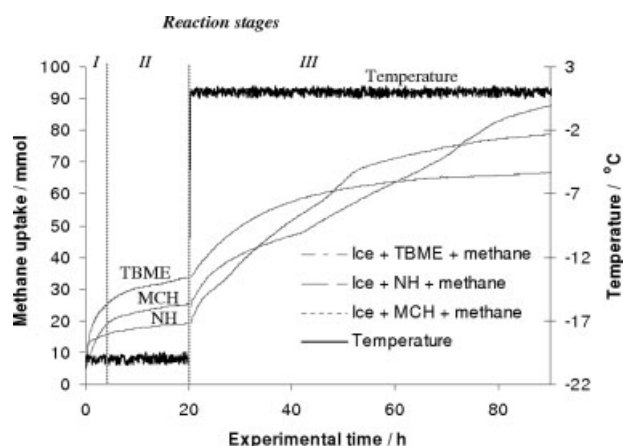 Reaction stages
I II III
Temperature
TBME
MCH
NH
Ice + TBME + methane
Ice + NH + methane
Ice + MCH + methane
Temperature
Methane uptake / mmol
100
90
80
70
60
50
40
30
20
10
0
Temperature / °C
3
-2
-7
-12
-17
-22
0 20 40 60 80
Experimental time / h